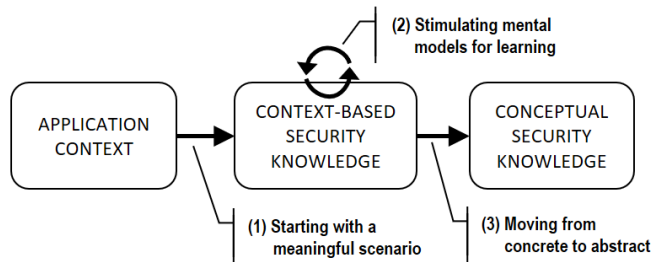 (2) Stimulating mental
models for learning
APPLICATION
CONTEXT
CONTEXT-BASED
SECURITY
KNOWLEDGE
CONCEPTUAL
SECURITY
KNOWLEDGE
(1) Starting with a
meaningful scenario
(3) Moving from
concrete to abstract